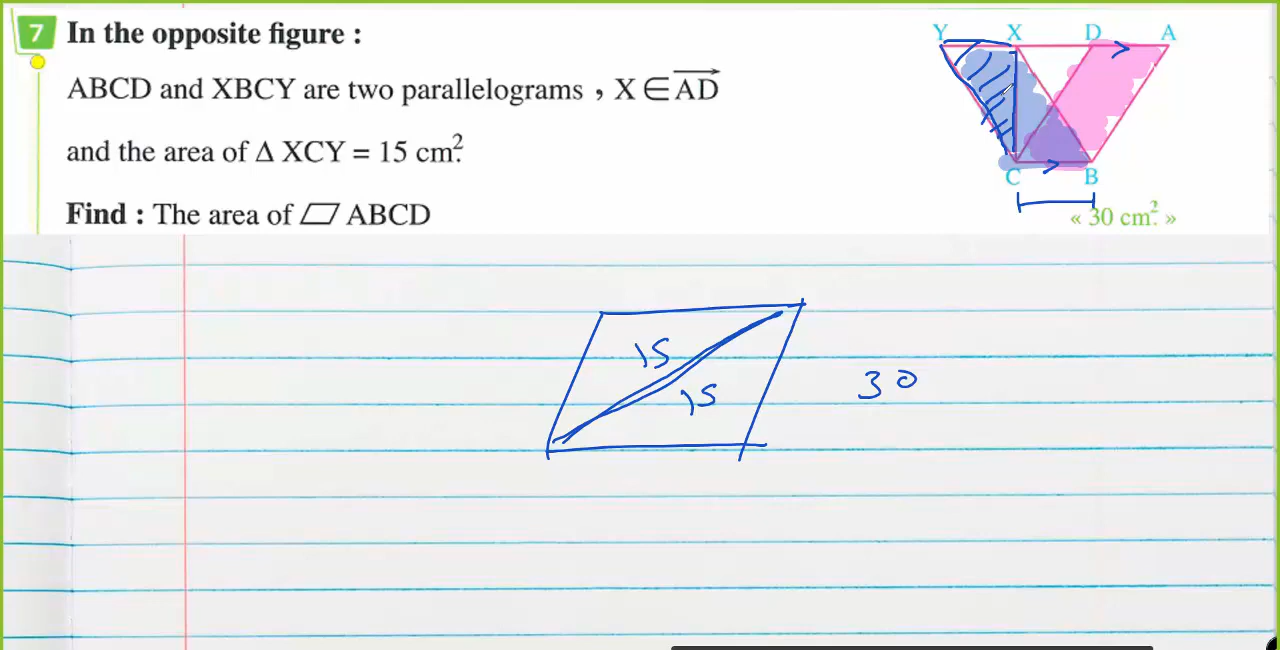 7 In the opposite figure :
Y X D A
ABCD and XBCY are two parallelograms , X ∈ \overrightarrow{AD}
and the area of Δ XCY = 15 cm².
C B
Find : The area of ▱ ABCD
« 30 cm². »
15
15
30